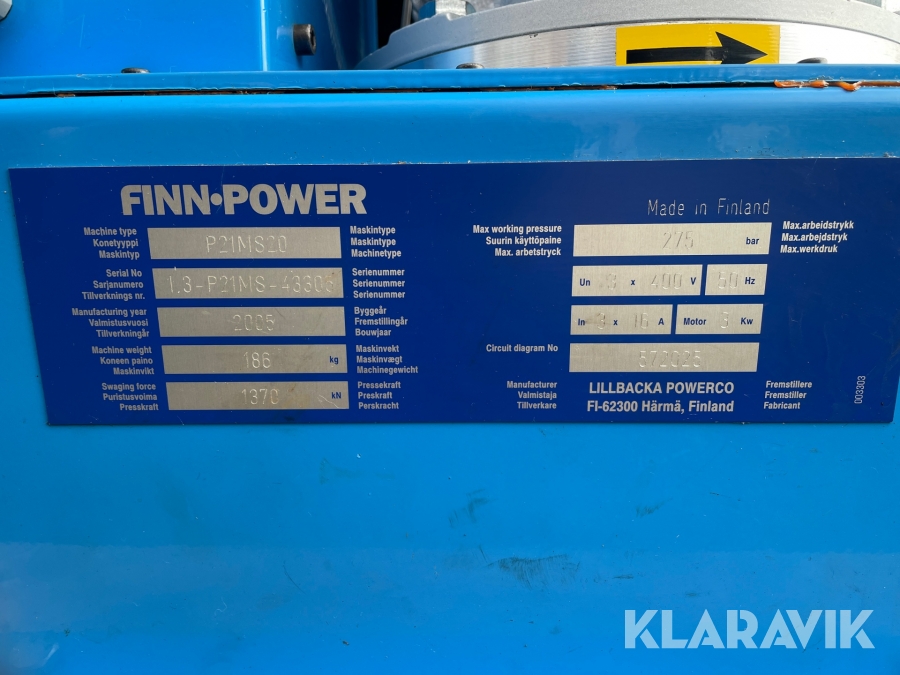 FINN•POWER
Made in Finland
Machine type
Konetyyppi
Maskintyp
P21MS20
Maskintype
Maskintype
Machinetype
Serial No
Sarjanumero
Tillverknings nr.
Serienummer
Serienummer
Serienummer
Manufacturing year
Valmistusvuosi
Tillverkningår
2005
Byggeår
Fremstillingår
Bouwjaar
Machine weight
Koneen paino
Maskinvikt
186 kg
Maskinvekt
Maskinvægt
Machinegewicht
Swaging force
Puristusvoima
Presskraft
1370 kN
Pressekraft
Pressekraft
Perskracht
Max working pressure
Suurin käyttöpaine
Max. arbetstryck
275 bar
Max.arbeidstrykk
Max.arbejdstryk
Max.werkdruk
Un 3 x 400 V 50 Hz
In 3 x 16 A Motor 3 Kw
Circuit diagram No
Manufacturer
Valmistaja
Tillverkare
LILLBACKA POWERCO
FI-62300 Härmä, Finland
Fremstillere
Fremstiller
Fabricant
003303
KLARAVIK